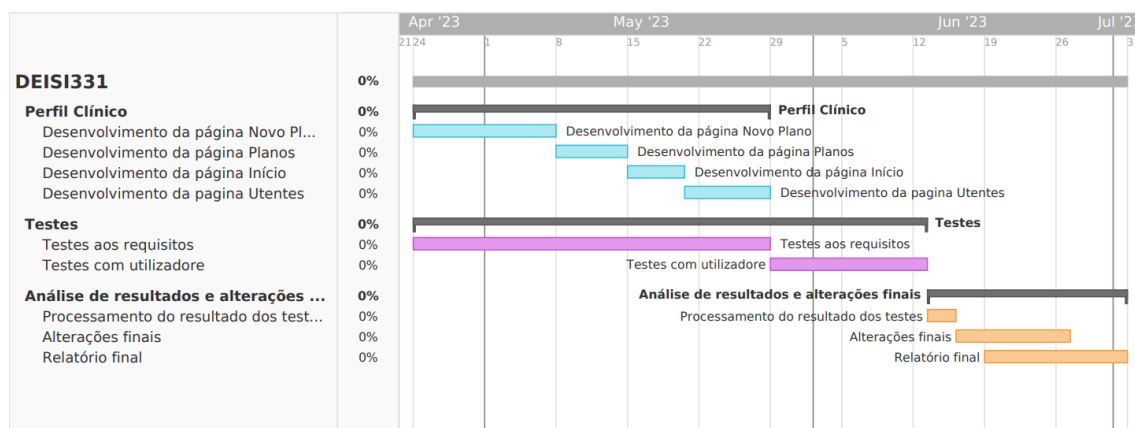 Apr '23 May '23 Jun '23 Jul '23
21 24 1 8 15 22 29 5 12 19 26 3
DEISI331 0%
Perfil Clínico 0% Perfil Clínico
Desenvolvimento da página Novo Pl... 0% Desenvolvimento da página Novo Plano
Desenvolvimento da página Planos 0% Desenvolvimento da página Planos
Desenvolvimento da página Início 0% Desenvolvimento da página Início
Desenvolvimento da pagina Utentes 0% Desenvolvimento da pagina Utentes
Testes 0% Testes
Testes aos requisitos 0% Testes aos requisitos
Testes com utilizadore 0% Testes com utilizadore
Análise de resultados e alterações ... 0% Análise de resultados e alterações finais
Processamento do resultado dos test... 0% Processamento do resultado dos testes
Alterações finais 0% Alterações finais
Relatório final 0% Relatório final